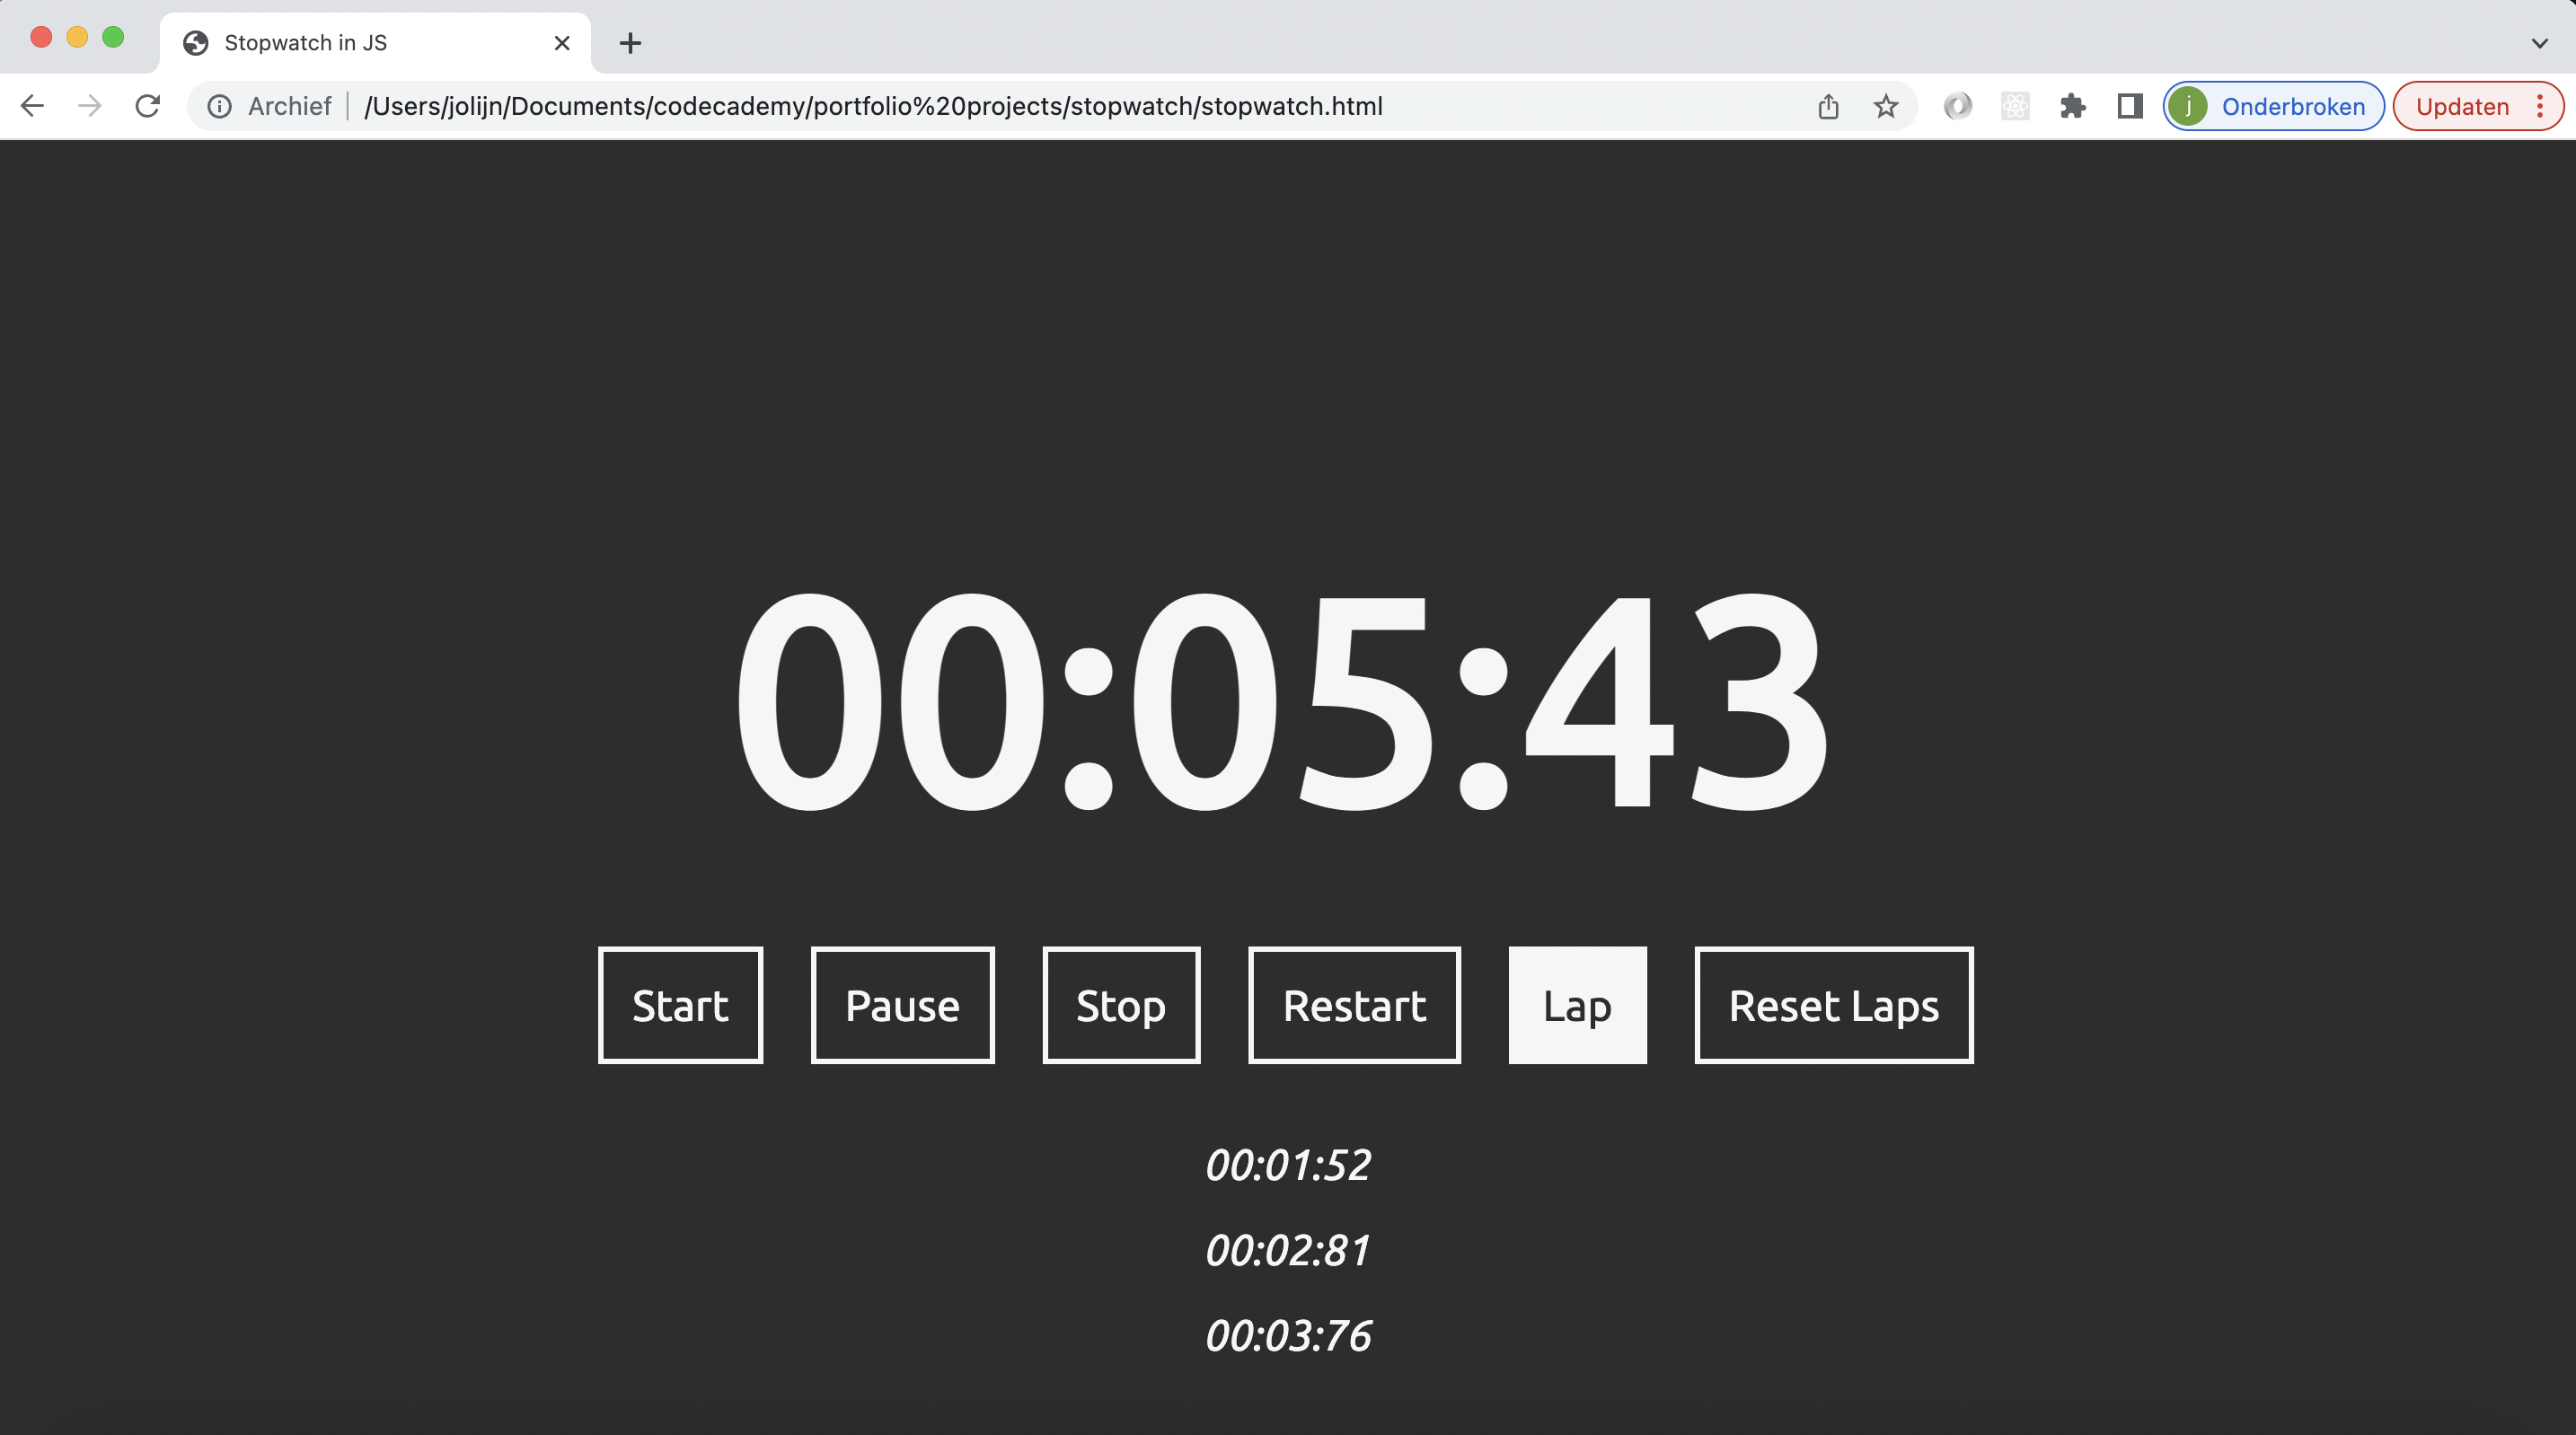 Stopwatch in JS
Archief /Users/jolijn/Documents/codecademy/portfolio%20projects/stopwatch/stopwatch.html j Onderbroken Updaten
00:05:43
Start Pause Stop Restart Lap Reset Laps
00:01:52
00:02:81
00:03:76